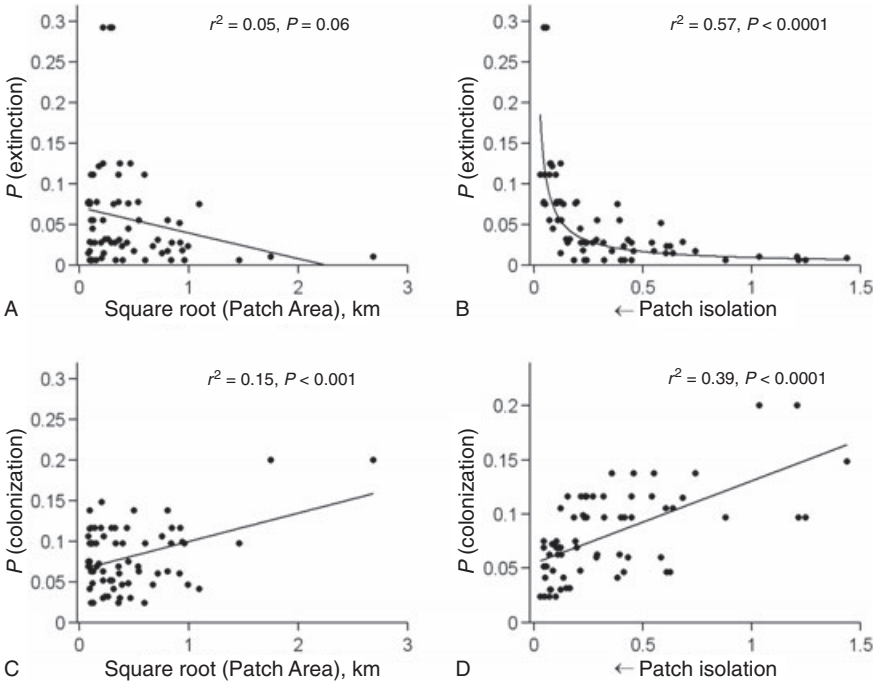 r² = 0.05, P = 0.06
P (extinction)
0.3
0.25
0.2
0.15
0.1
0.05
0
0 1 2 3
A
Square root (Patch Area), km
r² = 0.57, P < 0.0001
P (extinction)
0.3
0.25
0.2
0.15
0.1
0.05
0
0 0.5 1 1.5
B
← Patch isolation
r² = 0.15, P < 0.001
P (colonization)
0.3
0.25
0.2
0.15
0.1
0.05
0
0 1 2 3
C
Square root (Patch Area), km
r² = 0.39, P < 0.0001
P (colonization)
0.2
0.15
0.1
0.05
0
0 0.5 1 1.5
D
← Patch isolation